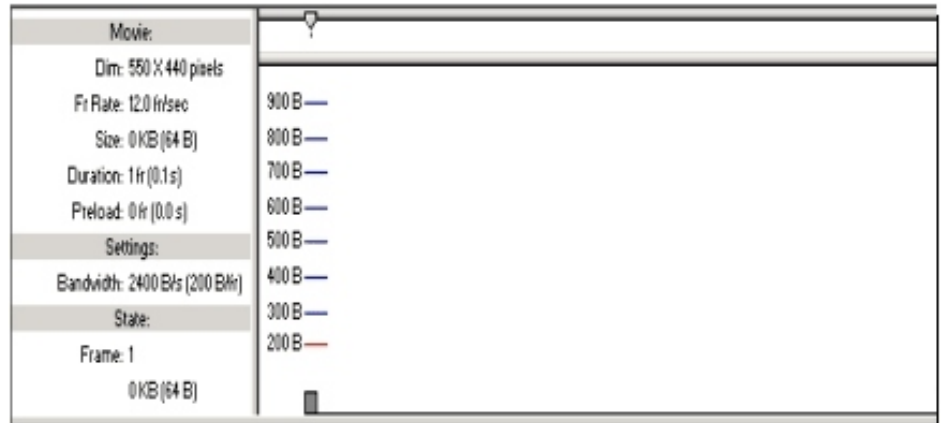 Movie:
Dim: 550 X 440 pixels
Fr Rate: 12.0 fr/sec
Size: 0 KB (64 B)
Duration: 1 fr (0.1 s)
Preload: 0 fr (0.0 s)
Settings:
Bandwidth: 2400 B/s (200 B/fr)
State:
Frame: 1
0 KB (64 B)
900 B
800 B
700 B
600 B
500 B
400 B
300 B
200 B